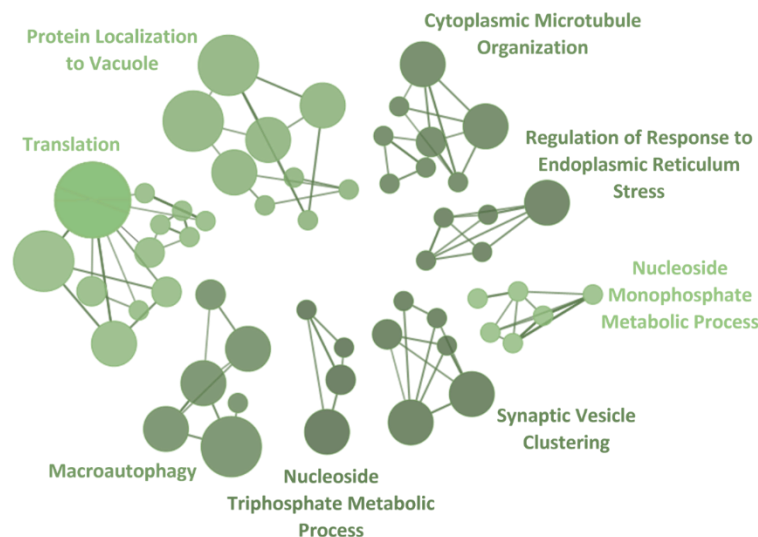 Cytoplasmic Microtubule
Organization
Protein Localization
to Vacuole
Translation
Regulation of Response to
Endoplasmic Reticulum
Stress
Nucleoside
Monophosphate
Metabolic Process
Synaptic Vesicle
Clustering
Macroautophagy
Nucleoside
Triphosphate Metabolic
Process